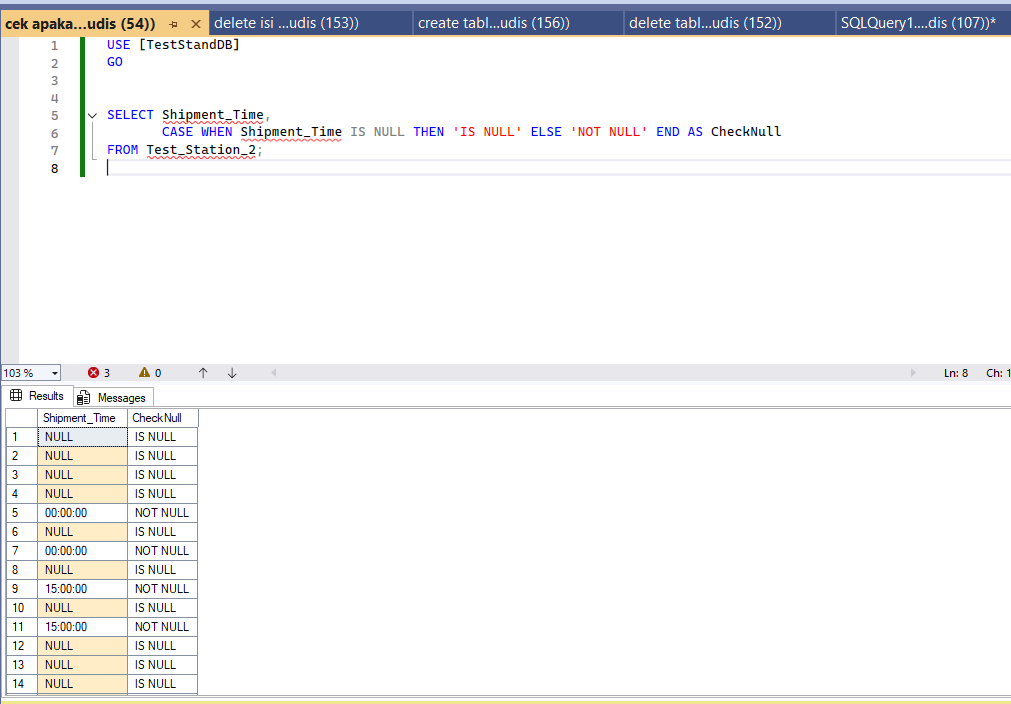 cek apaka...udis (54)) delete isi ...udis (153)) create tabl...udis (156)) delete tabl...udis (152)) SQLQuery1....dis (107))*
1 USE [TestStandDB]
2 GO
3
4
5 SELECT Shipment_Time,
6 CASE WHEN Shipment_Time IS NULL THEN 'IS NULL' ELSE 'NOT NULL' END AS CheckNull
7 FROM Test_Station_2;
8
103 % 3 0 Ln: 8 Ch: 1
Results Messages
Shipment_Time CheckNull
1 NULL IS NULL
2 NULL IS NULL
3 NULL IS NULL
4 NULL IS NULL
5 00:00:00 NOT NULL
6 NULL IS NULL
7 00:00:00 NOT NULL
8 NULL IS NULL
9 15:00:00 NOT NULL
10 NULL IS NULL
11 15:00:00 NOT NULL
12 NULL IS NULL
13 NULL IS NULL
14 NULL IS NULL